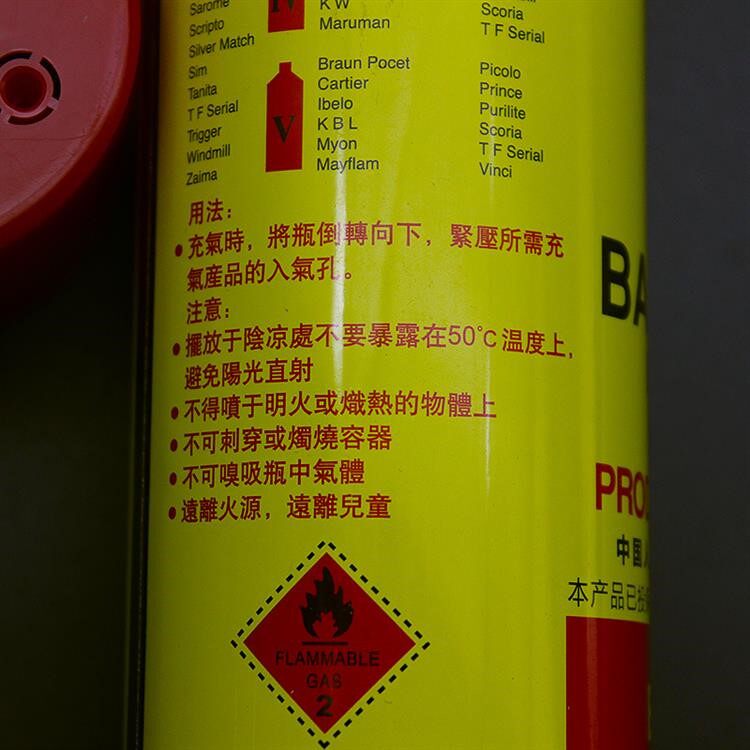 Sarome
Scripto
Silver Match
Sim
Tanita
T F Serial
Trigger
Windmill
Zaima
IV
K W
Maruman
Scoria
T F Serial
V
Braun Pocet
Cartier
Ibelo
K B L
Myon
Mayflam
Picolo
Prince
Purilite
Scoria
T F Serial
Vinci
用法：
•充氣時，將瓶倒轉向下，緊壓所需充
氣産品的入氣孔。
注意：
•擺放于陰凉處不要暴露在50℃温度上，
避免陽光直射
•不得噴于明火或熾熱的物體上
•不可刺穿或燭燒容器
•不可嗅吸瓶中氣體
•遠離火源，遠離兒童
FLAMMABLE
GAS
2
BA
PRO
中国
本产品已